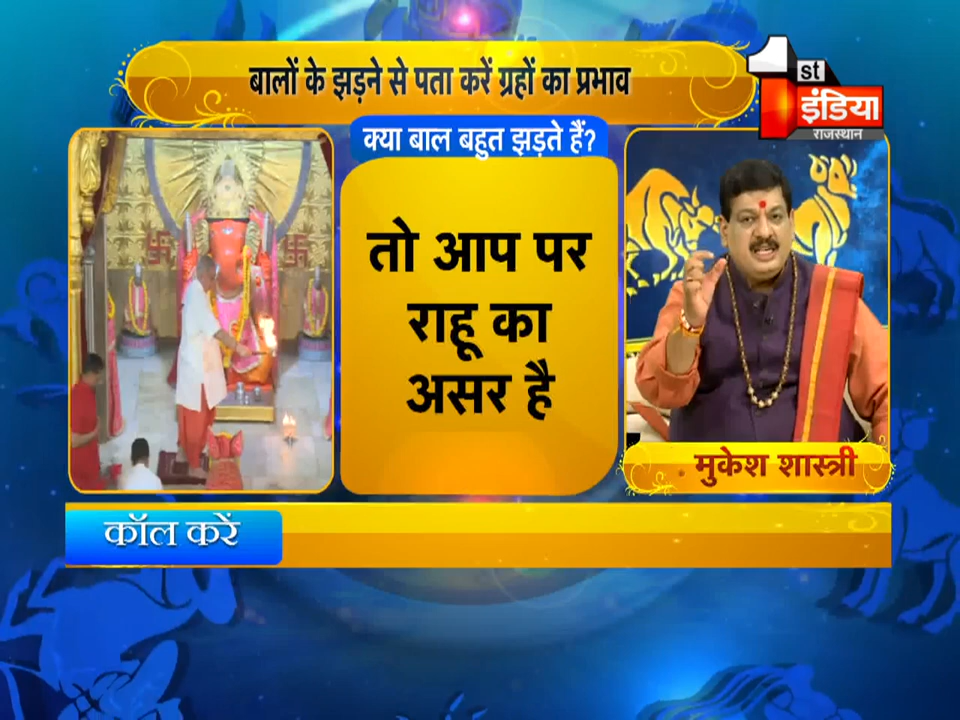 बालों के झड़ने से पता करें ग्रहों का प्रभाव
1st
इंडिया
राजस्थान
क्या बाल बहुत झड़ते हैं?
तो आप पर
राहू का
असर है
मुकेश शास्त्री
कॉल करें